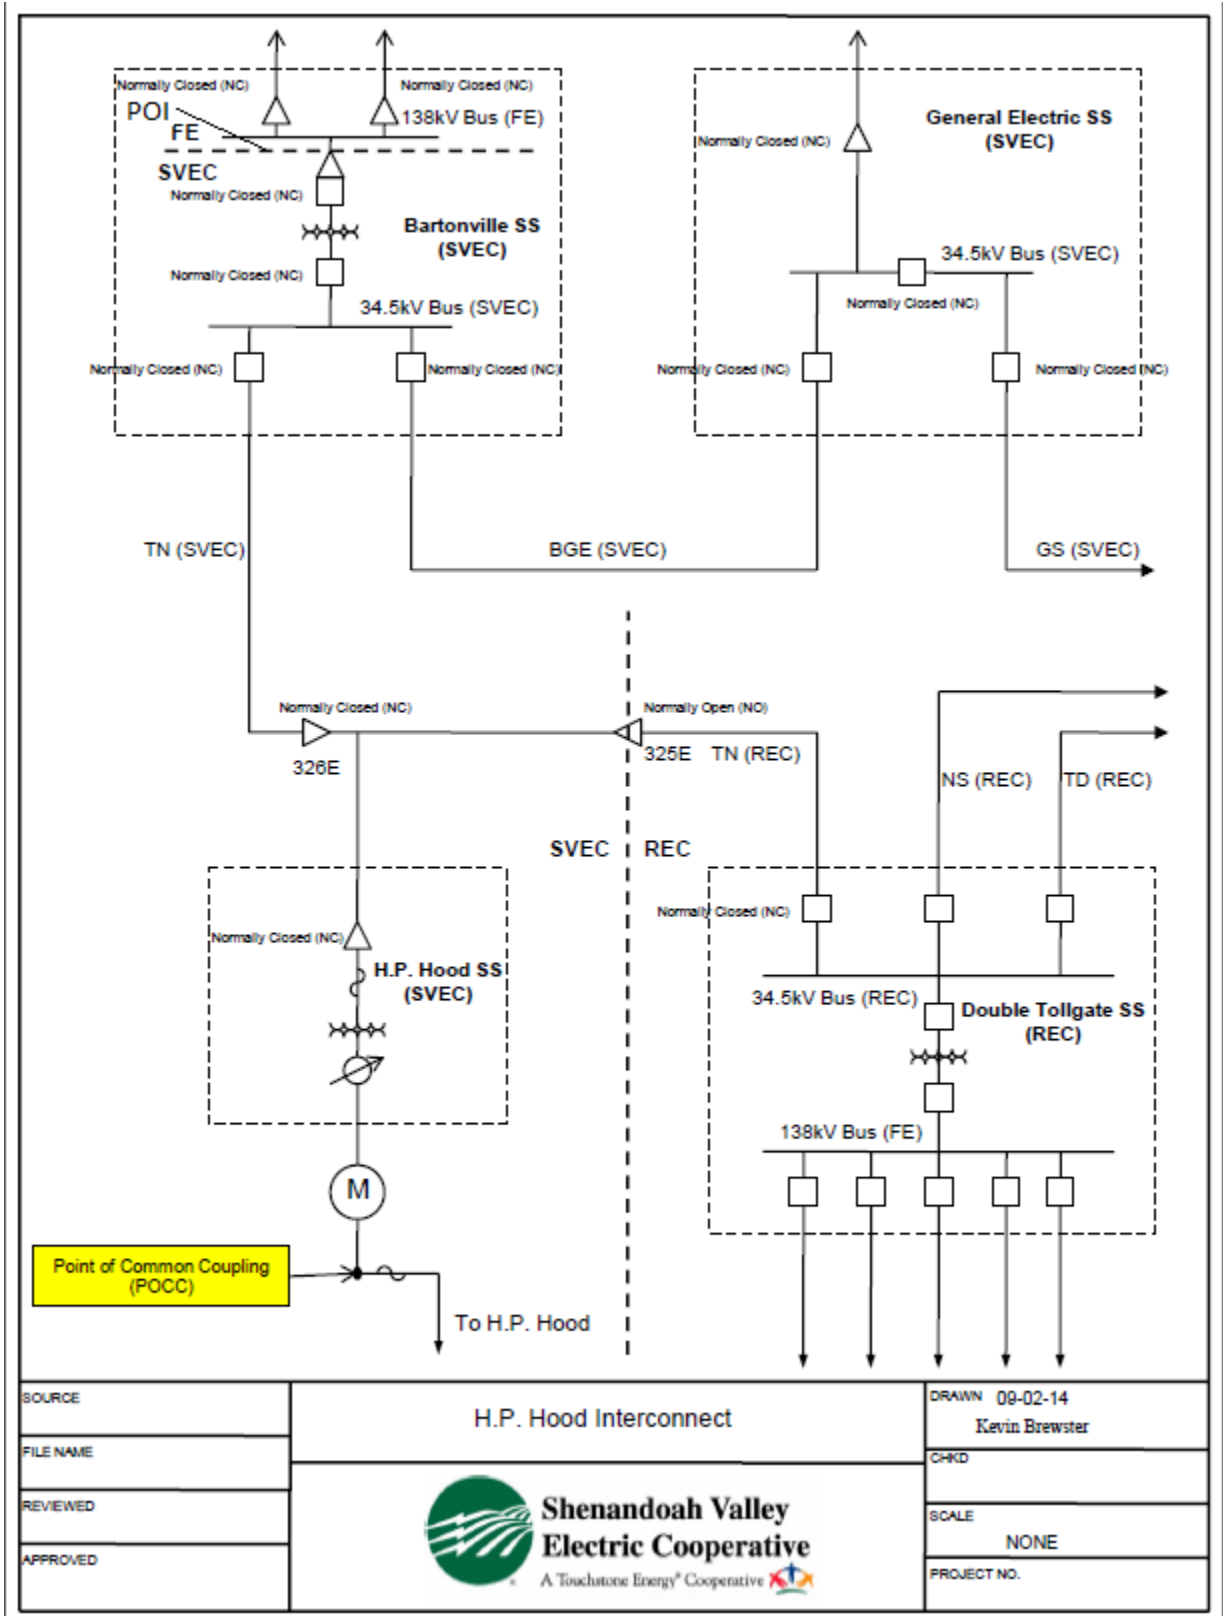 Normally Closed (NC)
Normally Closed (NC)
POI
FE
138kV Bus (FE)
SVEC
Normally Closed (NC)
Bartonville SS
(SVEC)
Normally Closed (NC)
34.5kV Bus (SVEC)
Normally Closed (NC)
Normally Closed (NC)
General Electric SS
(SVEC)
Normally Closed (NC)
34.5kV Bus (SVEC)
Normally Closed (NC)
Normally Closed (NC)
Normally Closed (NC)
TN (SVEC)
BGE (SVEC)
GS (SVEC)
Normally Closed (NC)
326E
Normally Open (NO)
325E TN (REC)
NS (REC)
TD (REC)
SVEC
REC
Normally Closed (NC)
H.P. Hood SS
(SVEC)
Normally Closed (NC)
34.5kV Bus (REC)
Double Tollgate SS
(REC)
138kV Bus (FE)
M
Point of Common Coupling
(POCC)
To H.P. Hood
SOURCE
FILE NAME
REVIEWED
APPROVED
H.P. Hood Interconnect
Shenandoah Valley
Electric Cooperative
A Touchstone Energy® Cooperative
DRAWN 09-02-14
Kevin Brewster
CHKD
SCALE
NONE
PROJECT NO.